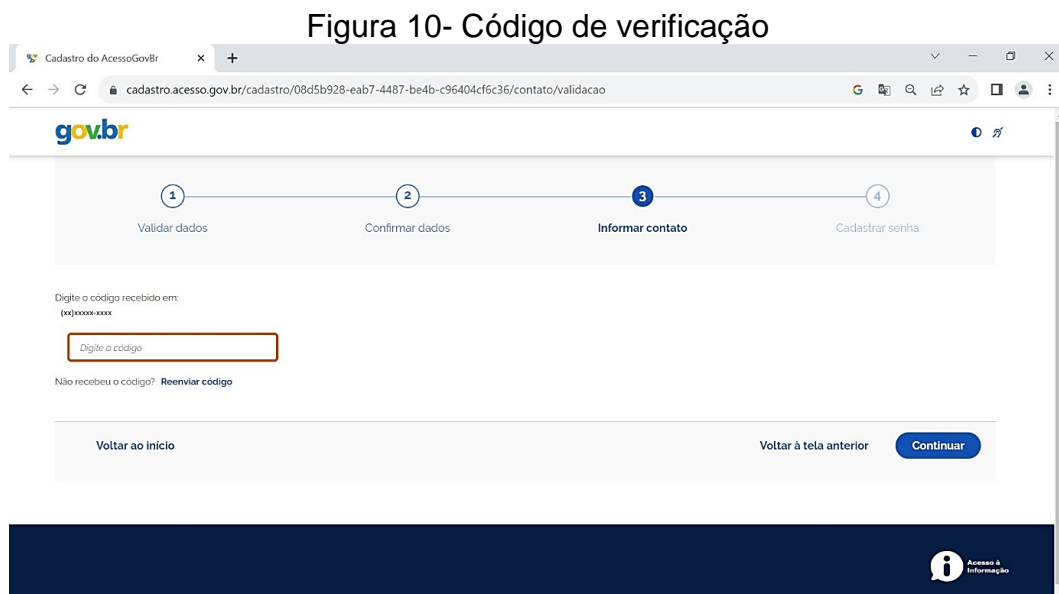 Figura 10- Código de verificação
Cadastro do AcessoGovBr
cadastro.acesso.gov.br/cadastro/08d5b928-eab7-4487-be4b-c96404cf6c36/contato/validacao
gov.br
1
2
3
4
Validar dados
Confirmar dados
Informar contato
Cadastrar senha
Digite o código recebido em:
(xx)xxxxx-xxxx
Digite o código
Não recebeu o código? Reenviar código
Voltar ao início
Voltar à tela anterior
Continuar
Acesso à
Informação